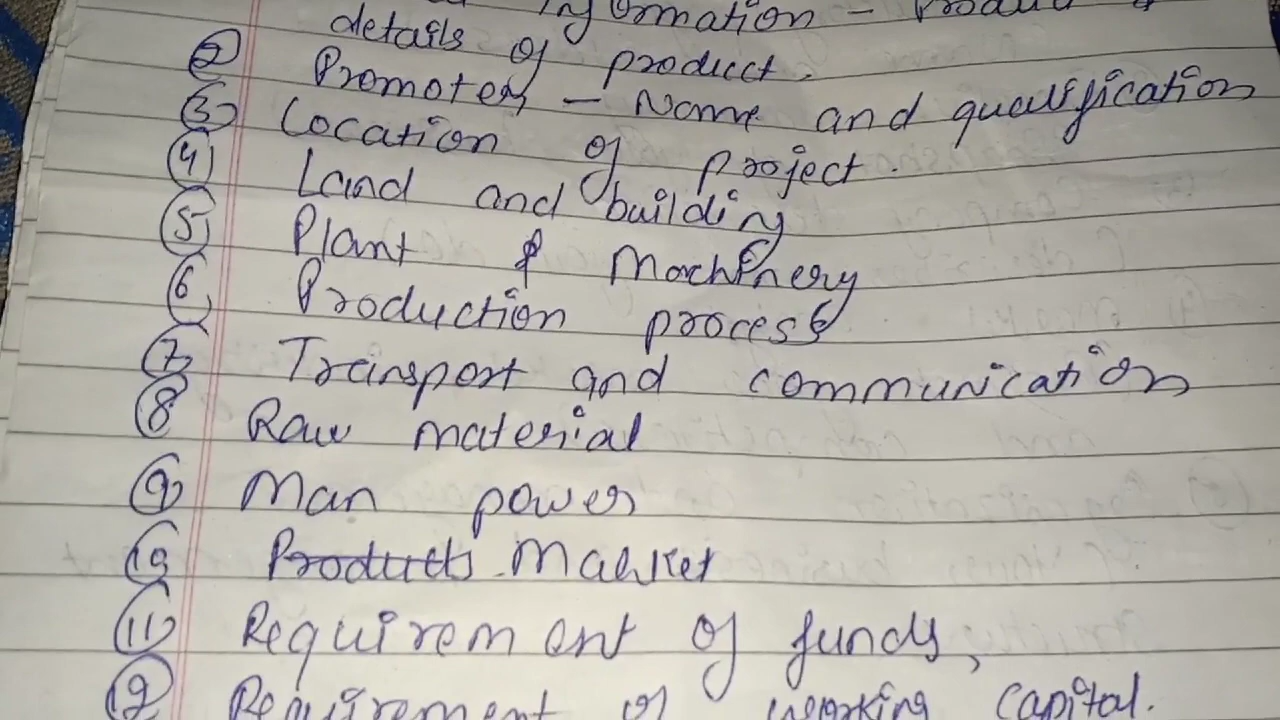 Information -
details of product.
② Promoter - Name and qualification
③ Location of project.
④ Land and building
⑤ Plant & Machinery
⑥ Production process
⑦ Transport and communication
⑧ Raw material
⑨ Man power
⑩ Products Market
⑪ Requirement of funds,
⑫ Requirement of working capital.